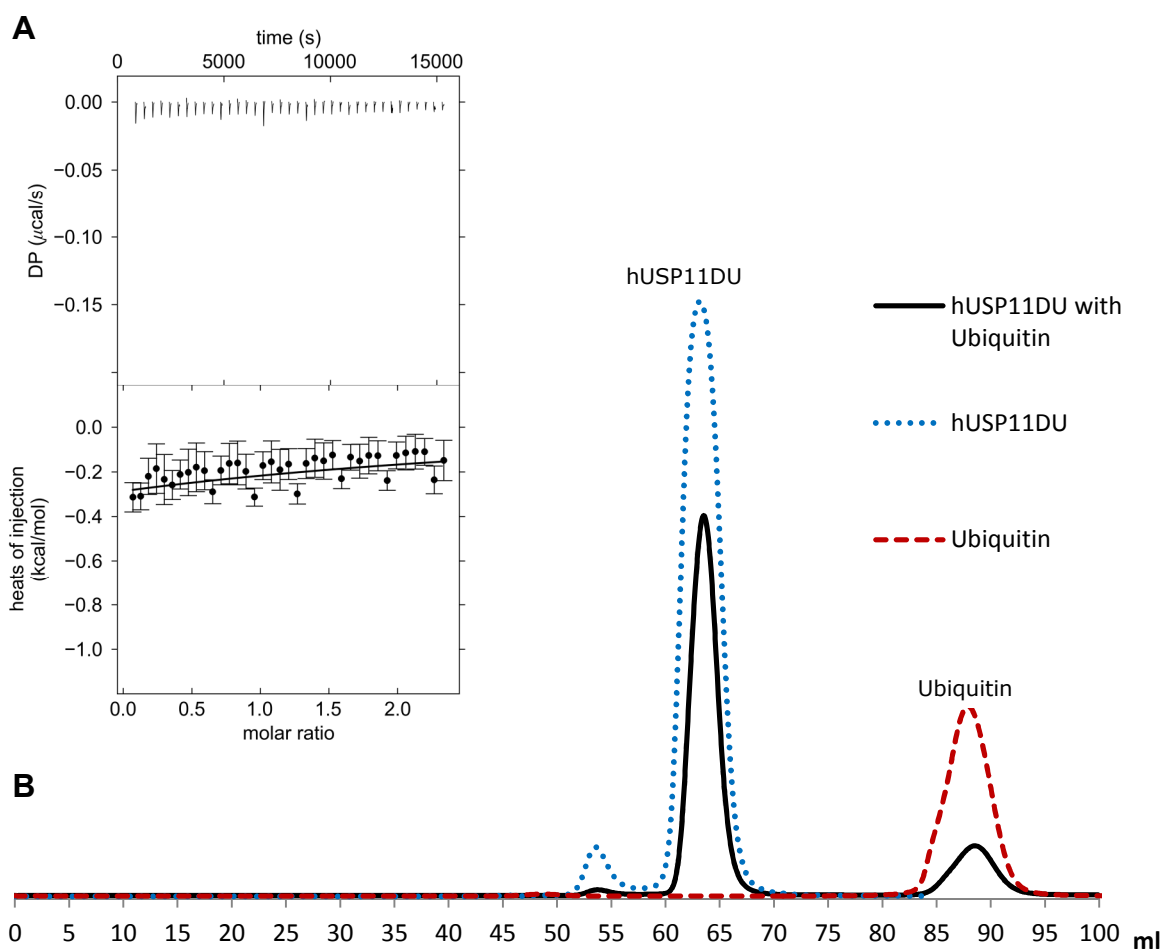 A
time (s)
0 5000 10000 15000
0.00
−0.05
−0.10
−0.15
DP (μcal/s)
0.0
−0.2
−0.4
−0.6
−0.8
−1.0
heats of injection
(kcal/mol)
0.0 0.5 1.0 1.5 2.0
molar ratio
hUSP11DU
hUSP11DU with
Ubiquitin
hUSP11DU
Ubiquitin
Ubiquitin
B
0 5 10 15 20 25 30 35 40 45 50 55 60 65 70 75 80 85 90 95 100 ml